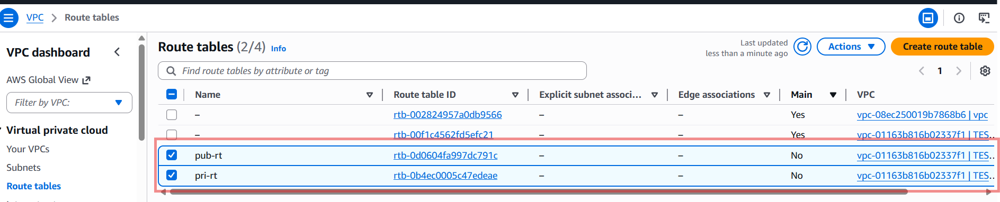 VPC > Route tables
VPC dashboard
AWS Global View
Filter by VPC:
Virtual private cloud
Your VPCs
Subnets
Route tables
Route tables (2/4) Info
Last updated
less than a minute ago
Actions
Create route table
Find route tables by attribute or tag
1
Name Route table ID Explicit subnet associ... Edge associations Main VPC
– rtb-002824957a0db9566 – – Yes vpc-08ec250019b7868b6 | vpc
– rtb-00f1c4562fd5efc21 – – Yes vpc-01163b816b02337f1 | TES...
pub-rt rtb-0d0604fa997dc791c – – No vpc-01163b816b02337f1 | TES...
pri-rt rtb-0b4ec0005c47edeae – – No vpc-01163b816b02337f1 | TES...